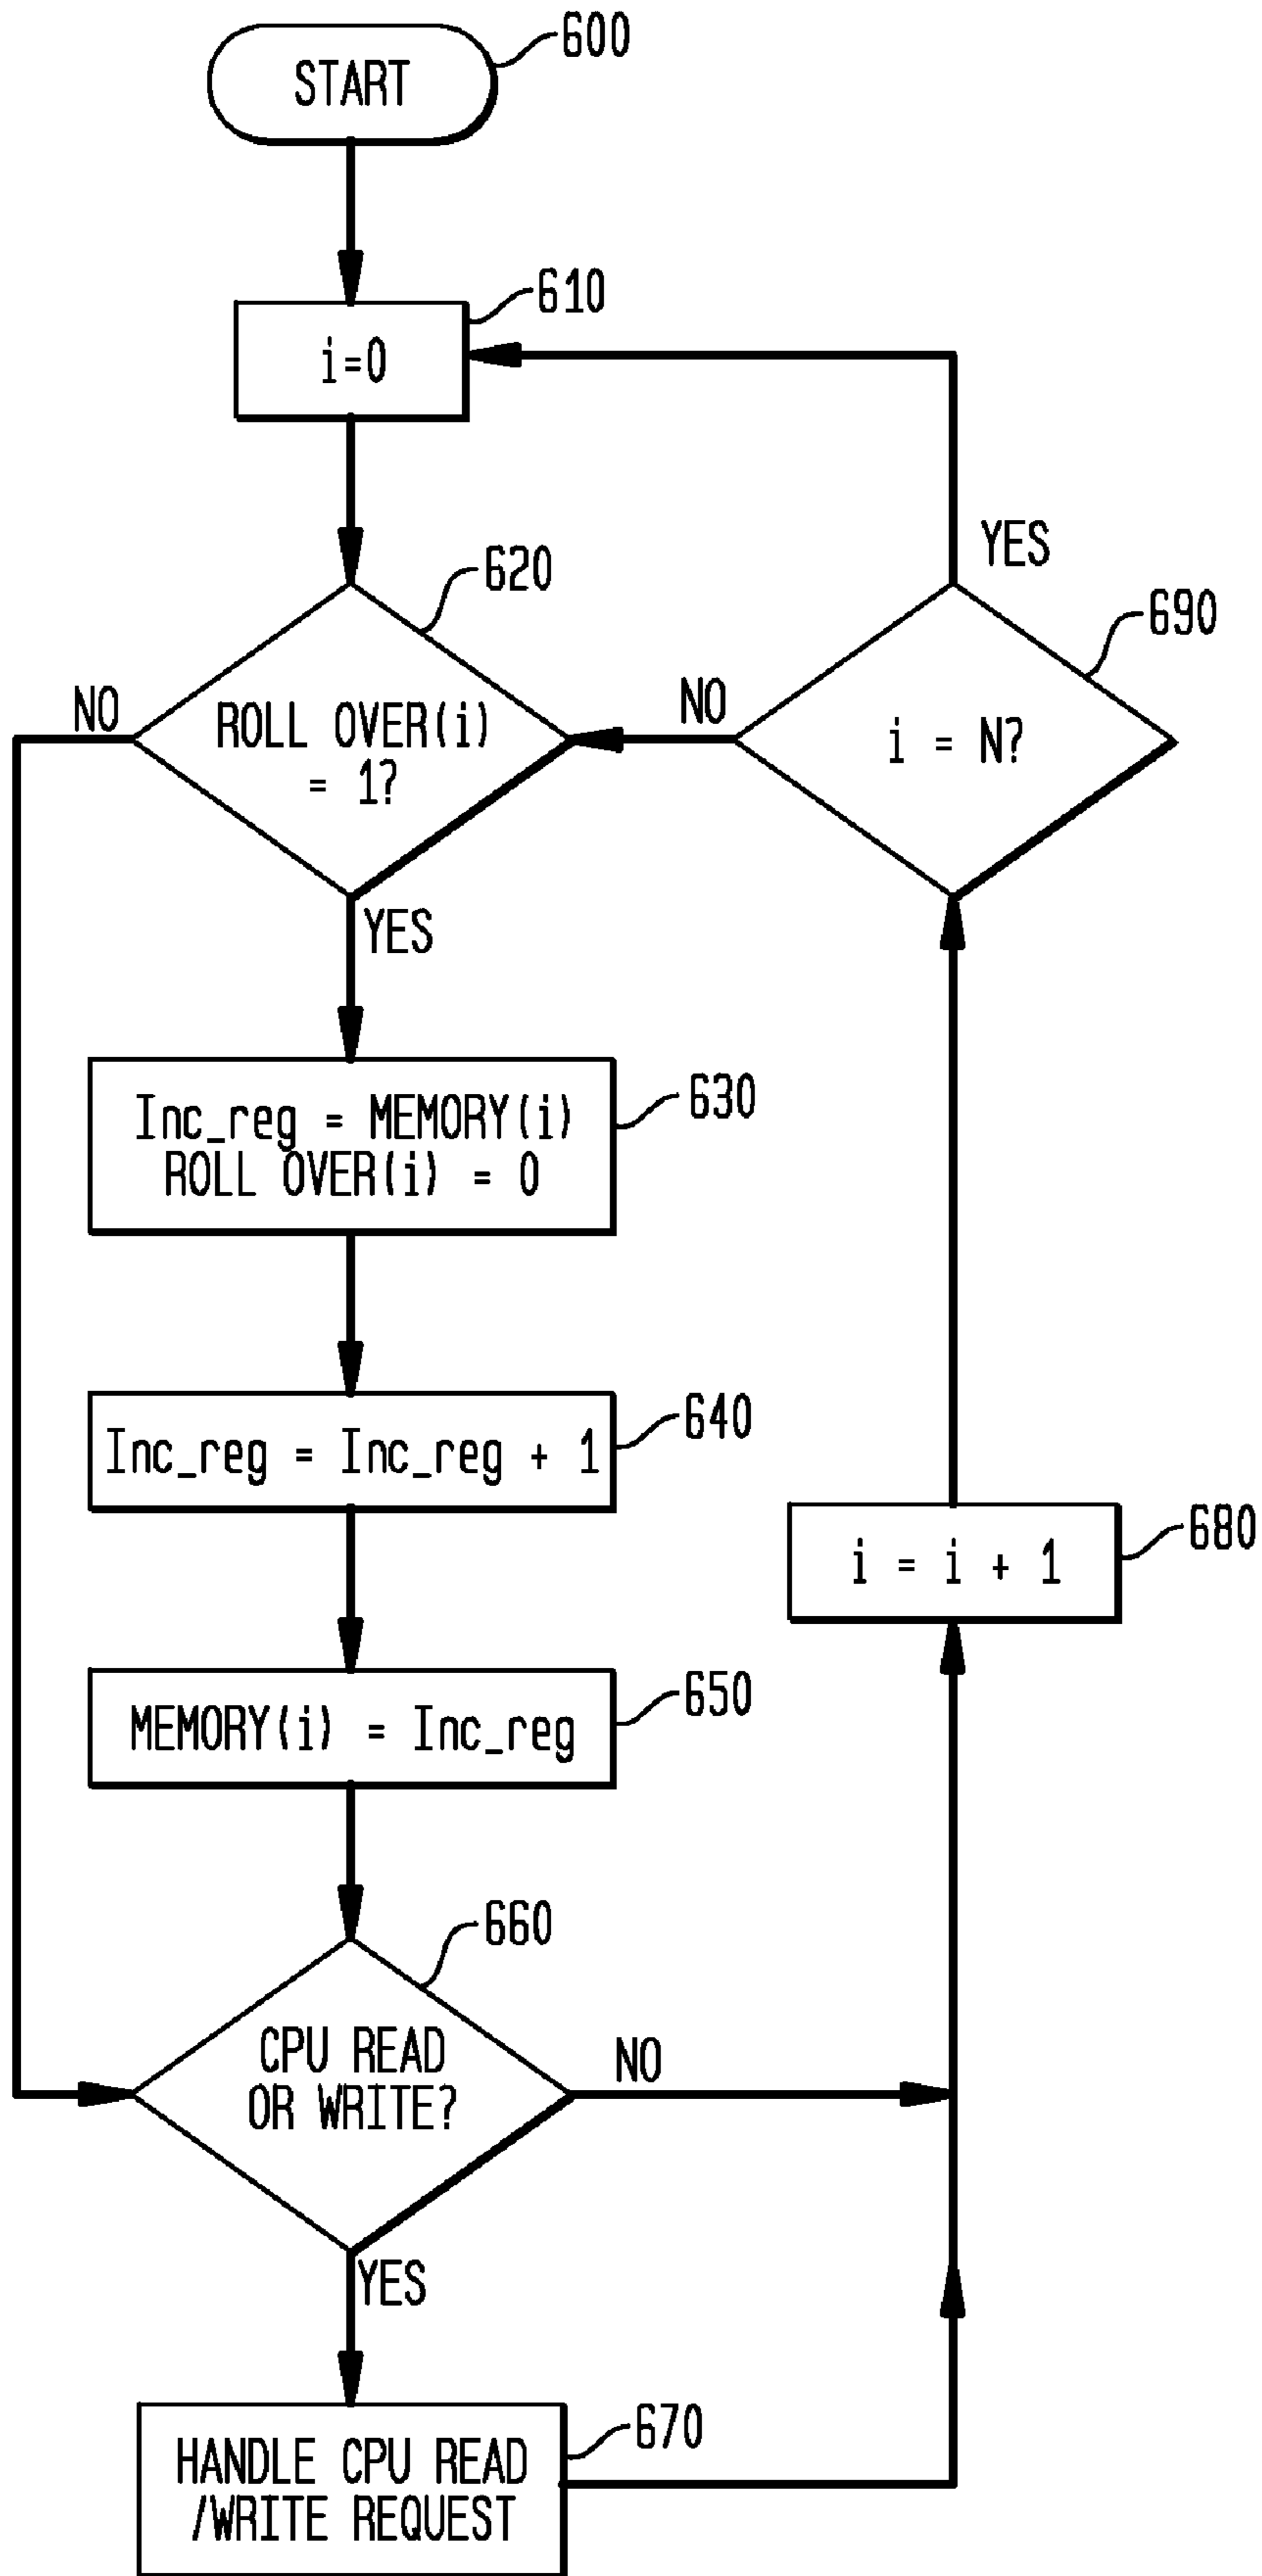 START
600
i=0
610
ROLL OVER(i)
= 1?
620
NO
YES
i = N?
690
NO
YES
Inc_reg = MEMORY(i)
ROLL OVER(i) = 0
630
Inc_reg = Inc_reg + 1
640
i = i + 1
680
MEMORY(i) = Inc_reg
650
CPU READ
OR WRITE?
660
NO
YES
HANDLE CPU READ
/WRITE REQUEST
670